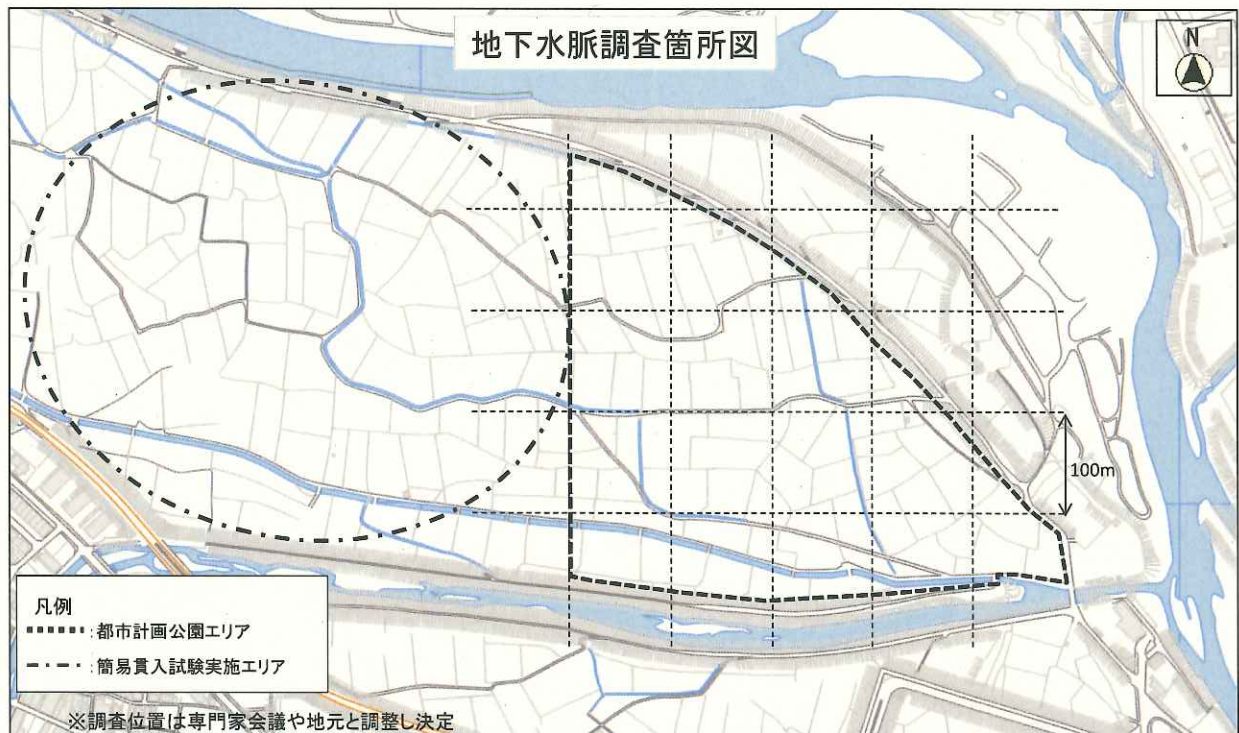 地下水脈調査箇所図
N
100m
凡例
:都市計画公園エリア
:簡易貫入試験実施エリア
※調査位置は専門家会議や地元と調整し決定